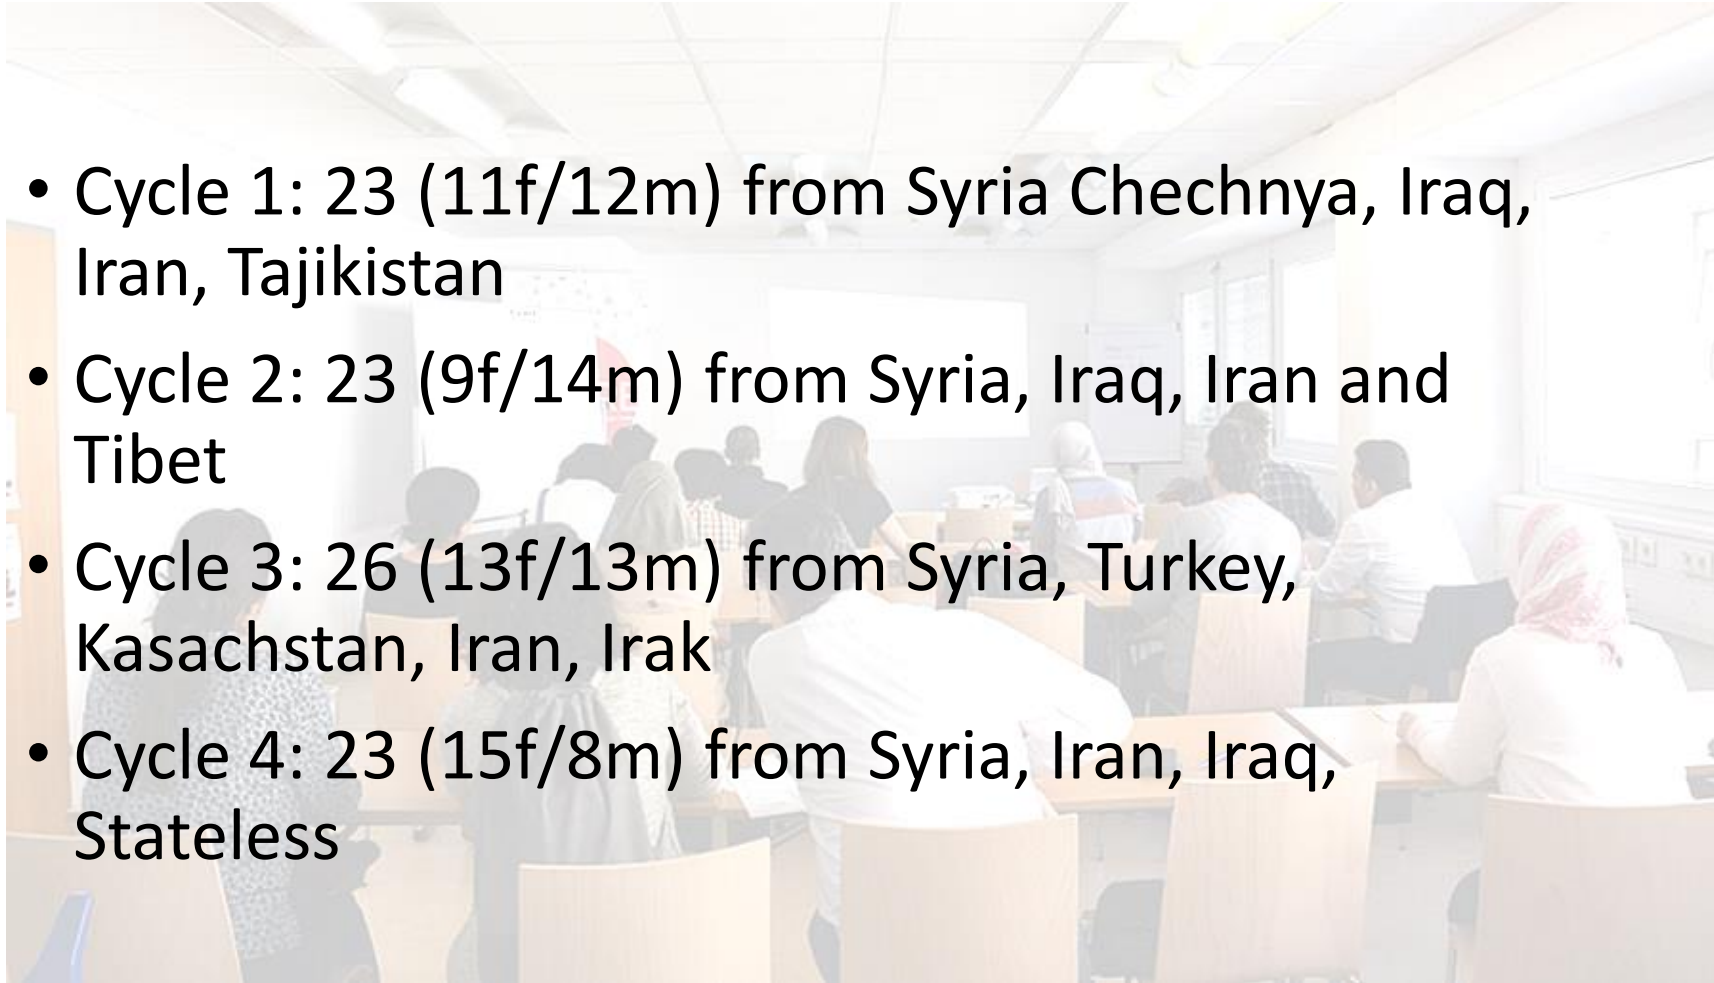 • Cycle 1: 23 (11f/12m) from Syria Chechnya, Iraq,
Iran, Tajikistan
• Cycle 2: 23 (9f/14m) from Syria, Iraq, Iran and
Tibet
• Cycle 3: 26 (13f/13m) from Syria, Turkey,
Kasachstan, Iran, Irak
• Cycle 4: 23 (15f/8m) from Syria, Iran, Iraq,
Stateless